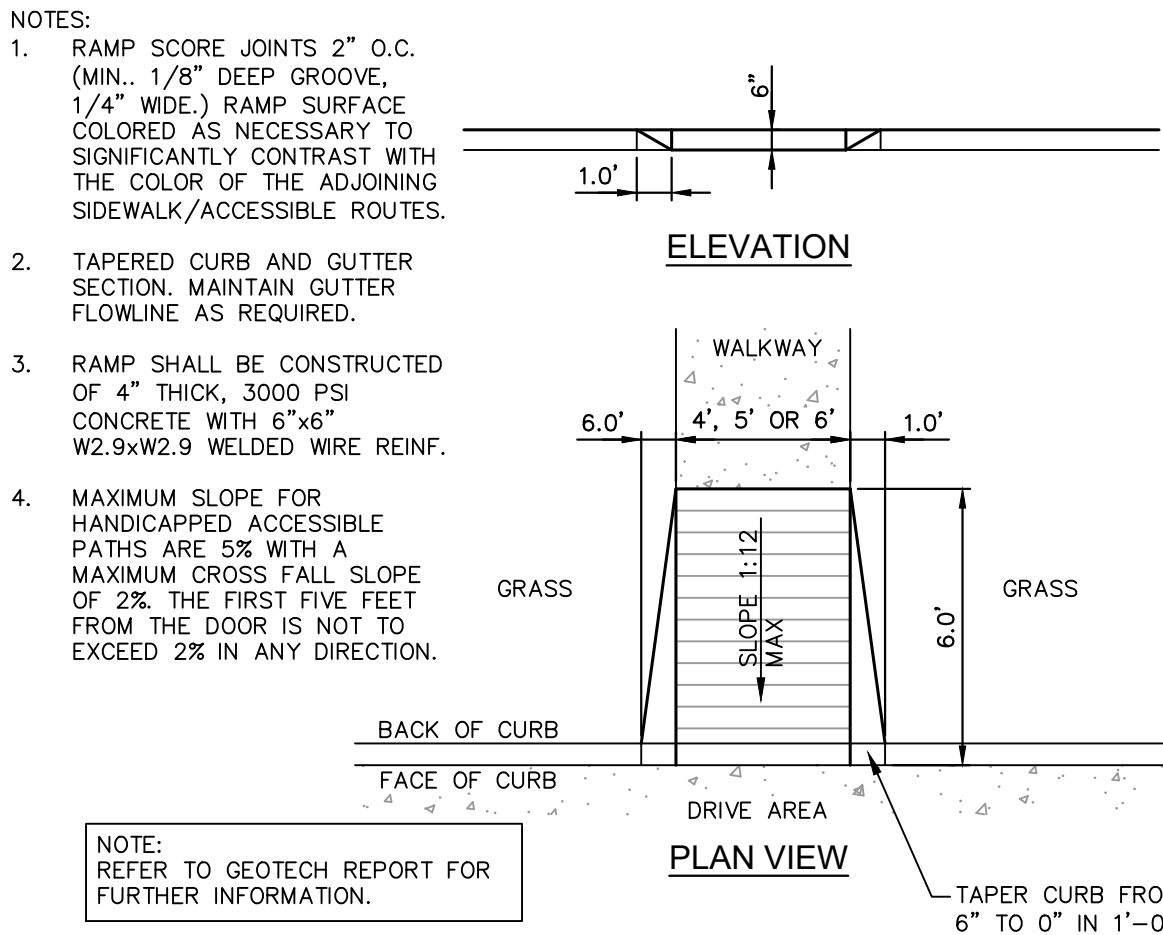 NOTES:
1. RAMP SCORE JOINTS 2" O.C.
(MIN.. 1/8" DEEP GROOVE,
1/4" WIDE.) RAMP SURFACE
COLORED AS NECESSARY TO
SIGNIFICANTLY CONTRAST WITH
THE COLOR OF THE ADJOINING
SIDEWALK/ACCESSIBLE ROUTES.
2. TAPERED CURB AND GUTTER
SECTION. MAINTAIN GUTTER
FLOWLINE AS REQUIRED.
3. RAMP SHALL BE CONSTRUCTED
OF 4" THICK, 3000 PSI
CONCRETE WITH 6"x6"
W2.9xW2.9 WELDED WIRE REINF.
4. MAXIMUM SLOPE FOR
HANDICAPPED ACCESSIBLE
PATHS ARE 5% WITH A
MAXIMUM CROSS FALL SLOPE
OF 2%. THE FIRST FIVE FEET
FROM THE DOOR IS NOT TO
EXCEED 2% IN ANY DIRECTION.
6"
1.0'
ELEVATION
WALKWAY
6.0'
4', 5' OR 6'
1.0'
GRASS
SLOPE 1:12
MAX
6.0'
GRASS
BACK OF CURB
FACE OF CURB
DRIVE AREA
PLAN VIEW
TAPER CURB FRO
6" TO 0" IN 1'-0
NOTE:
REFER TO GEOTECH REPORT FOR
FURTHER INFORMATION.